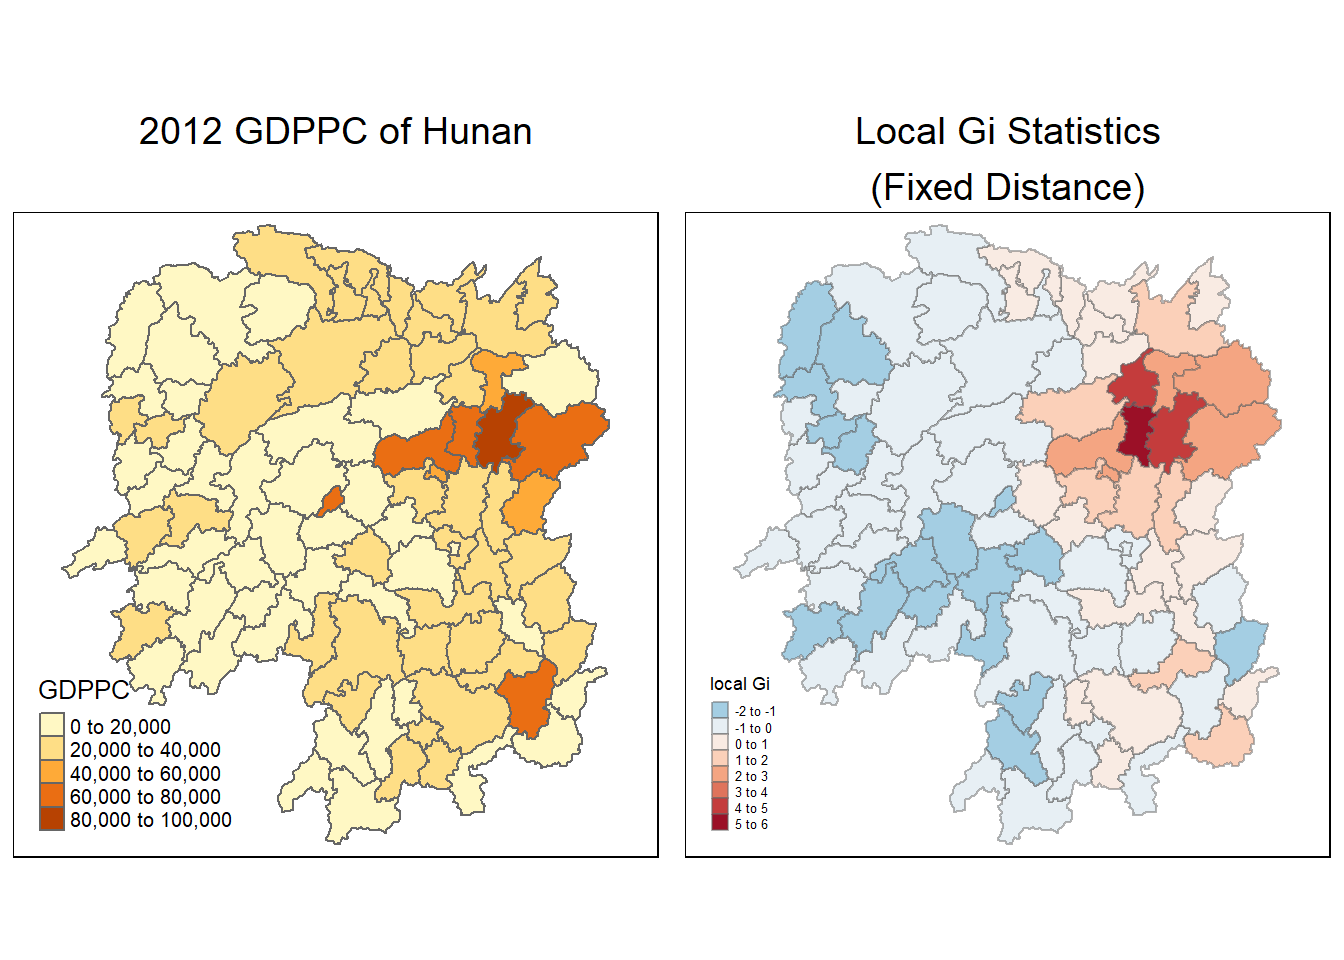 2012 GDPPC of Hunan
GDPPC
0 to 20,000
20,000 to 40,000
40,000 to 60,000
60,000 to 80,000
80,000 to 100,000
Local Gi Statistics
(Fixed Distance)
local Gi
-2 to -1
-1 to 0
0 to 1
1 to 2
2 to 3
3 to 4
4 to 5
5 to 6